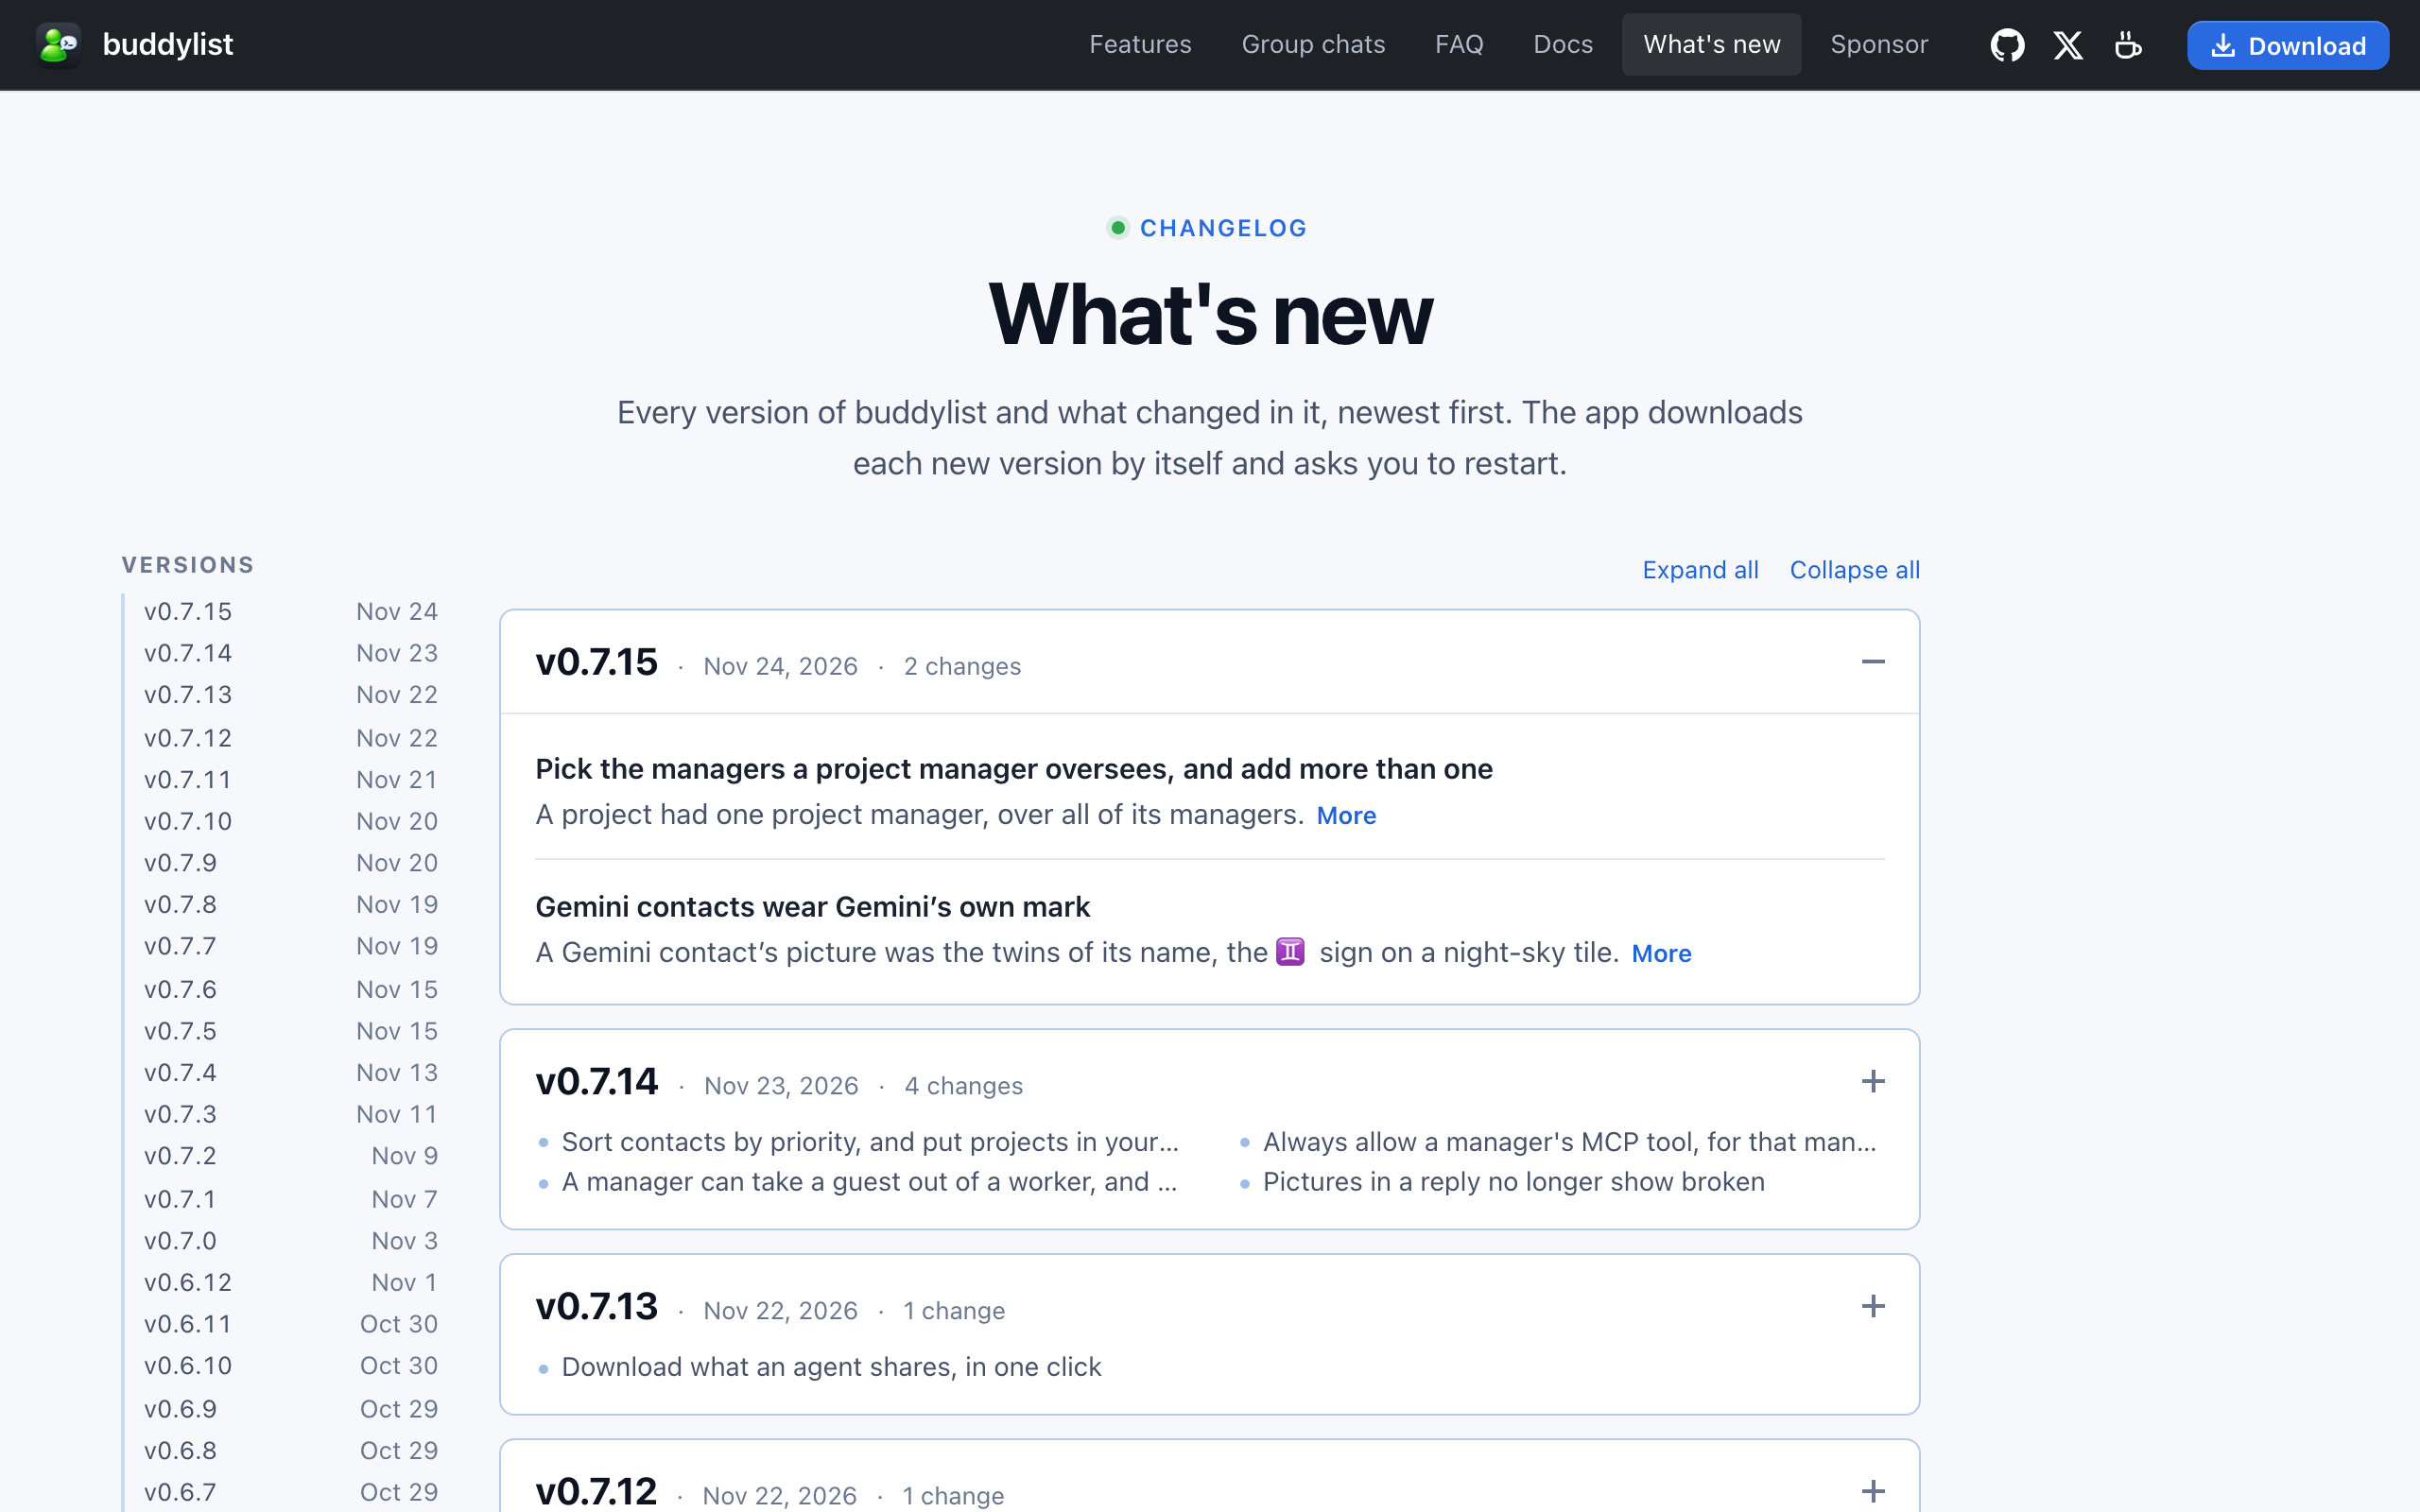 buddylist
Features Group chats FAQ Docs What's new Sponsor Download
CHANGELOG
What's new
Every version of buddylist and what changed in it, newest first. The app downloads
each new version by itself and asks you to restart.
VERSIONS
v0.7.15 Nov 24
v0.7.14 Nov 23
v0.7.13 Nov 22
v0.7.12 Nov 22
v0.7.11 Nov 21
v0.7.10 Nov 20
v0.7.9 Nov 20
v0.7.8 Nov 19
v0.7.7 Nov 19
v0.7.6 Nov 15
v0.7.5 Nov 15
v0.7.4 Nov 13
v0.7.3 Nov 11
v0.7.2 Nov 9
v0.7.1 Nov 7
v0.7.0 Nov 3
v0.6.12 Nov 1
v0.6.11 Oct 30
v0.6.10 Oct 30
v0.6.9 Oct 29
v0.6.8 Oct 29
v0.6.7 Oct 29
Expand all Collapse all
v0.7.15 · Nov 24, 2026 · 2 changes
Pick the managers a project manager oversees, and add more than one
A project had one project manager, over all of its managers. More
Gemini contacts wear Gemini’s own mark
A Gemini contact’s picture was the twins of its name, the ♊ sign on a night-sky tile. More
v0.7.14 · Nov 23, 2026 · 4 changes
Sort contacts by priority, and put projects in your...
Always allow a manager's MCP tool, for that man...
A manager can take a guest out of a worker, and ...
Pictures in a reply no longer show broken
v0.7.13 · Nov 22, 2026 · 1 change
Download what an agent shares, in one click
v0.7.12 · Nov 22, 2026 · 1 change